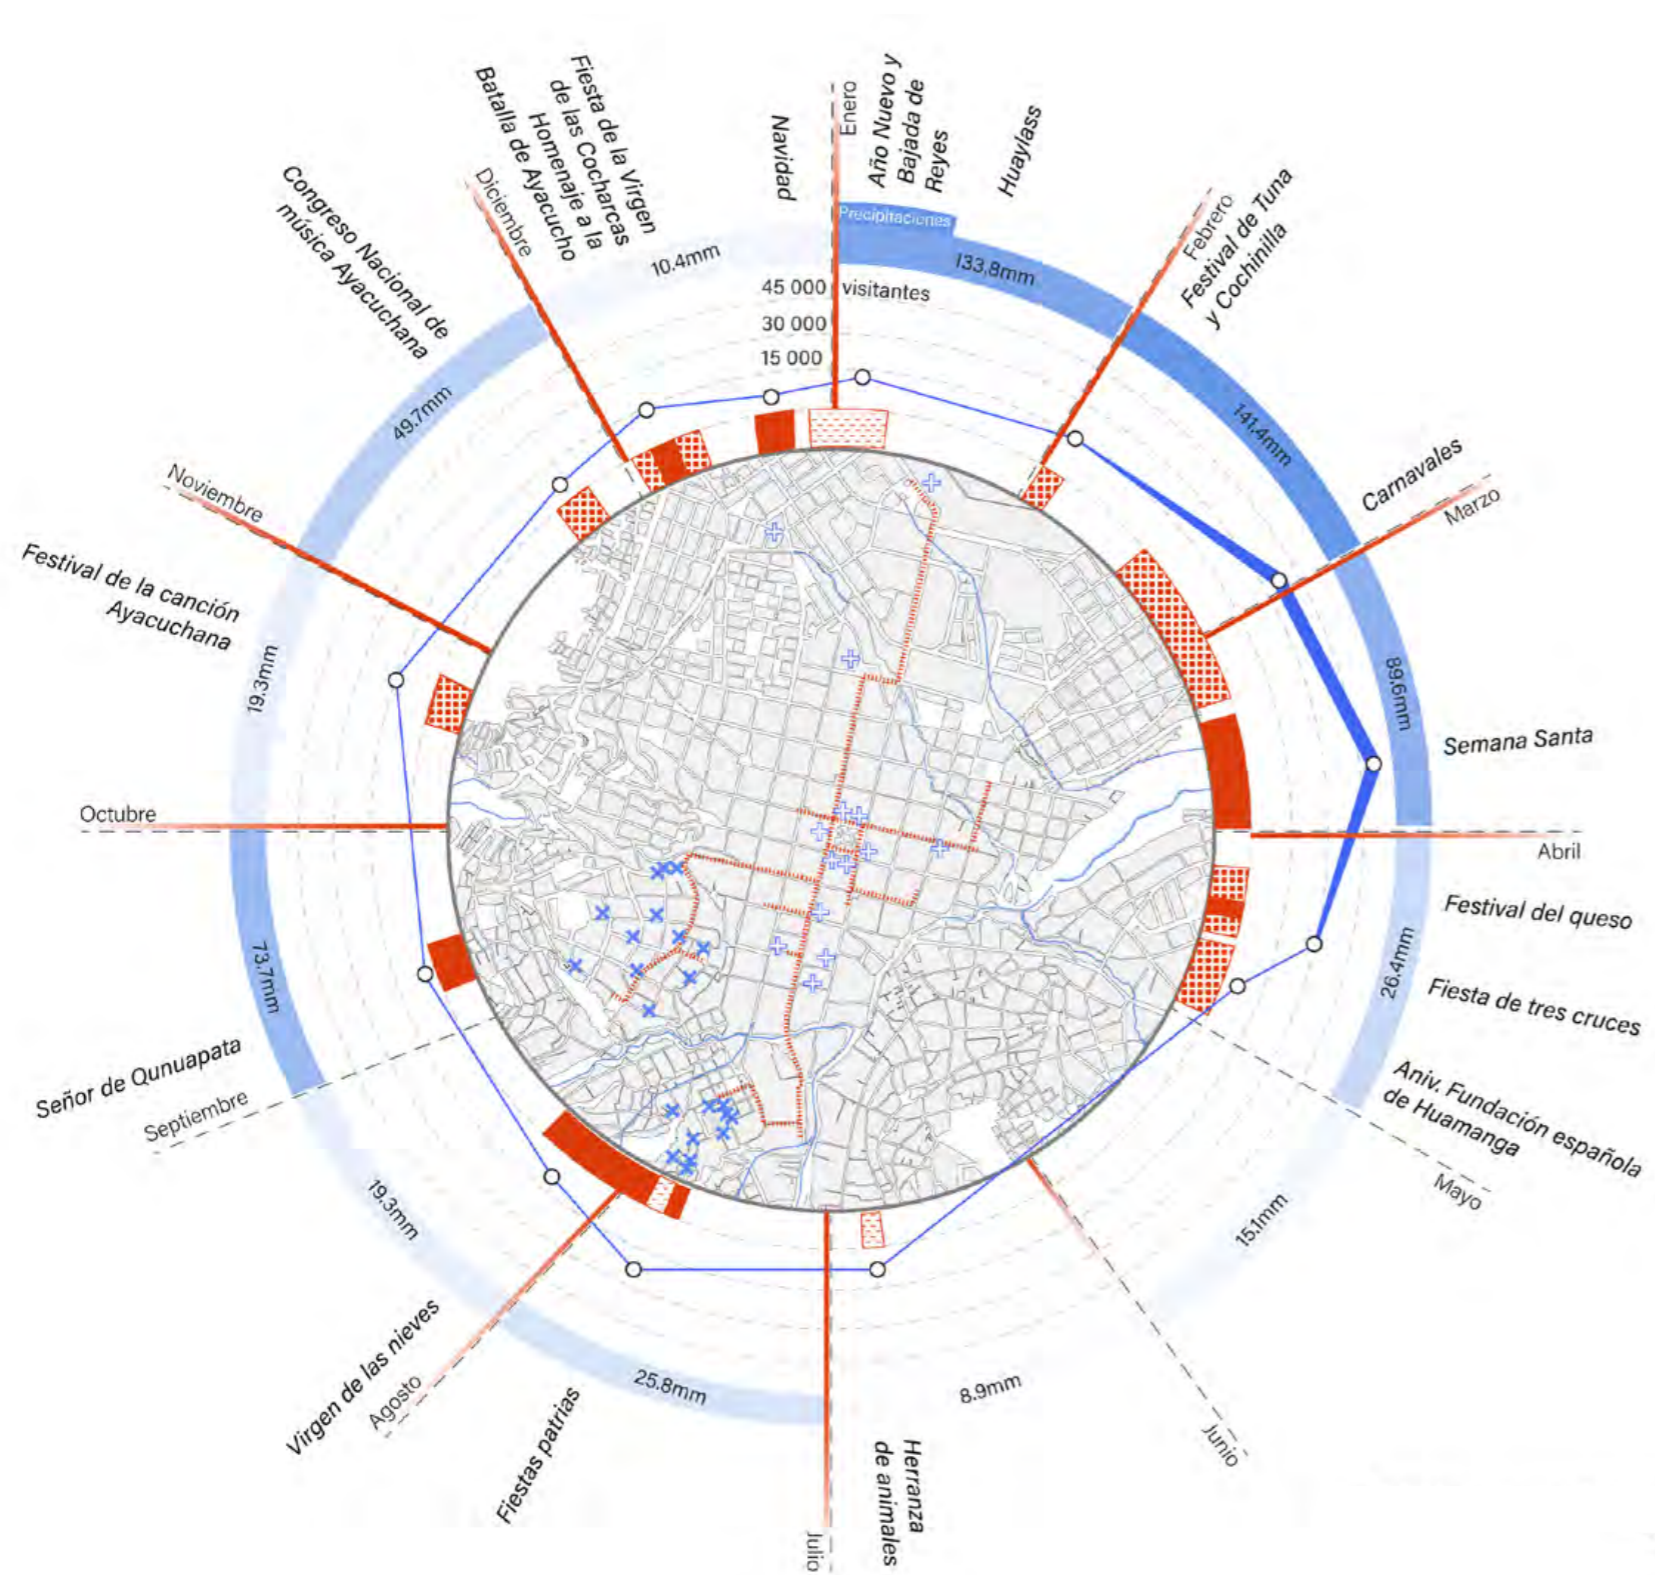 Enero
Año Nuevo y
Bajada de
Reyes
Huaylass
Precipitaciones
133,8mm
45 000 visitantes
30 000
15 000
Febrero
Festival de Tuna
y Cochinilla
141.4mm
Carnavales
Marzo
89.6mm
Semana Santa
Abril
Festival del queso
26.4mm
Fiesta de tres cruces
Aniv. Fundación española
de Huamanga
Mayo
15.1mm
Junio
8.9mm
Herranza
de animales
Julio
25.8mm
Fiestas patrias
Agosto
Virgen de las nieves
19.3mm
Septiembre
Señor de Qunuapata
73.7mm
Octubre
19.3mm
Festival de la canción
Ayacuchana
Noviembre
49.7mm
Congreso Nacional de
música Ayacuchana
Diciembre
Batalla de Ayacucho
Homenaje a la
de las Cocharcas
Fiesta de la Virgen
10.4mm
Navidad